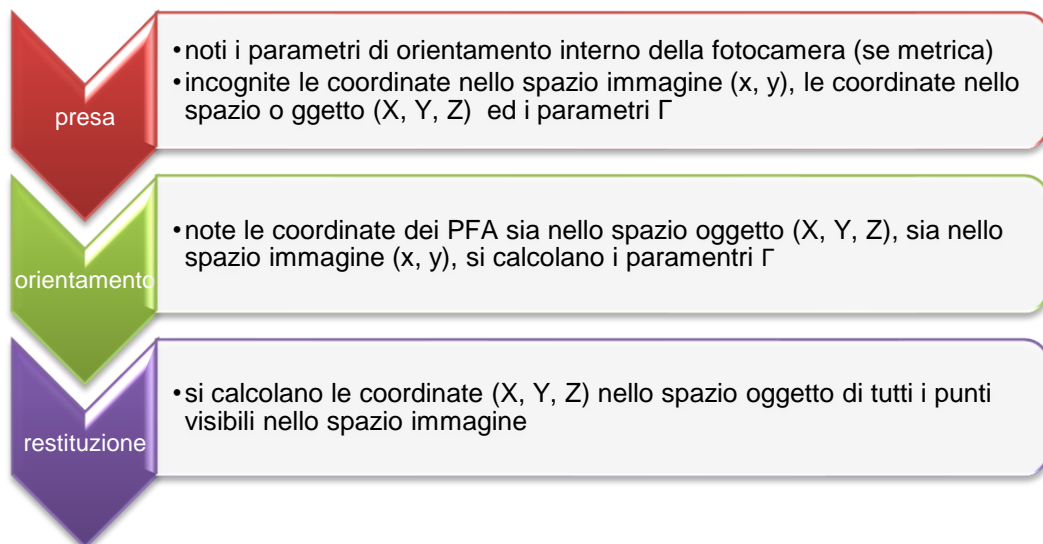 presa
•noti i parametri di orientamento interno della fotocamera (se metrica)
•incognite le coordinate nello spazio immagine (x, y), le coordinate nello
spazio o ggetto (X, Y, Z)  ed i parametri Γ
orientamento
•note le coordinate dei PFA sia nello spazio oggetto (X, Y, Z), sia nello
spazio immagine (x, y), si calcolano i paramentri Γ
restituzione
•si calcolano le coordinate (X, Y, Z) nello spazio oggetto di tutti i punti
visibili nello spazio immagine